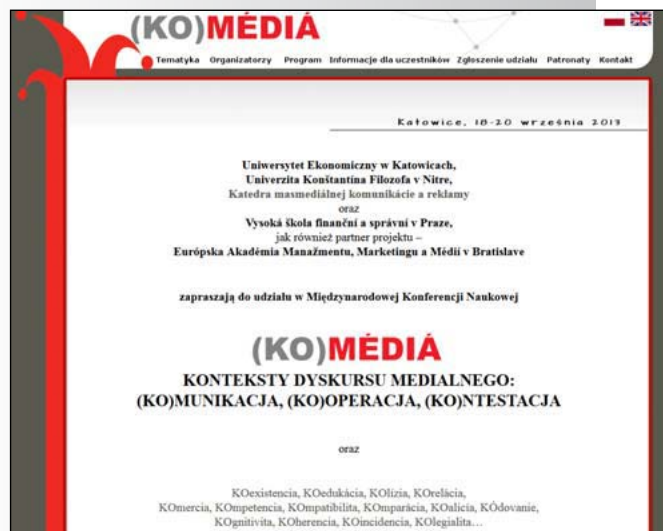 (KO)MÉDIÁ
Tematyka Organizatorzy Program Informacje dla uczestników Zgłoszenie udziału Patronaty Kontakt
Katowice, 18-20 września 2013
Uniwersytet Ekonomiczny w Katowicach,
Univerzita Konštantína Filozofa v Nitre,
Katedra masmediálnej komunikácie a reklamy
oraz
Vysoká škola finanční a správní v Praze,
jak również partner projektu –
Európska Akadémia Manažmentu, Marketingu a Médií v Bratislave
zapraszają do udziału w Międzynarodowej Konferencji Naukowej
(KO)MÉDIÁ
KONTEKSTY DYSKURSU MEDIALNEGO:
(KO)MUNIKACJA, (KO)OPERACJA, (KO)NTESTACJA
oraz
KOexistencia, KOedukácia, KOlízia, KOrelácia,
KOmercia, KOmpetencia, KOmpatibilita, KOmparácia, KOalícia, KÓdovanie,
KOgnitivita, KOherencia, KOincidencia, KOlegialita…